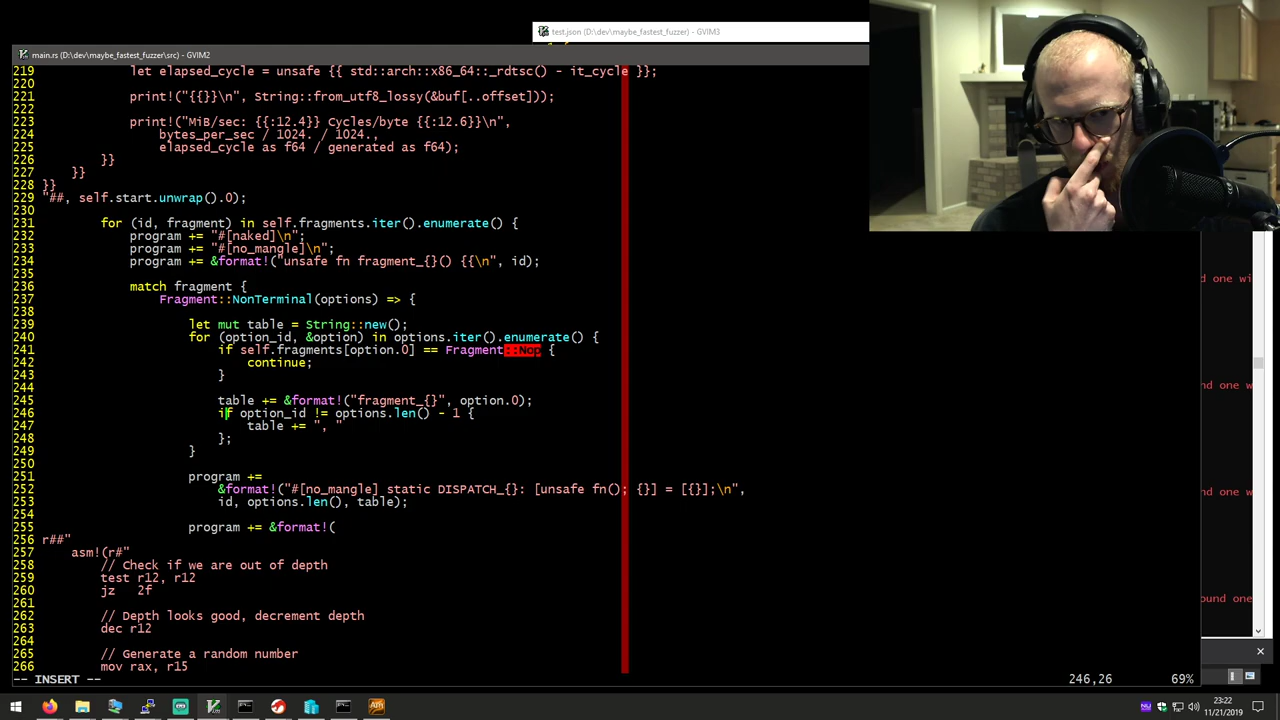 test.json (D:\dev\maybe_fastest_fuzzer) - GVIM3
main.rs (D:\dev\maybe_fastest_fuzzer\src) - GVIM2
219             let elapsed_cycle = unsafe {{ std::arch::x86_64::_rdtsc() - it_cycle }};
220
221             print!("{{}}\n", String::from_utf8_lossy(&buf[..offset]));
222
223             print!("MiB/sec: {{:12.4}} Cycles/byte {{:12.6}}\n",
224                 bytes_per_sec / 1024. / 1024.,
225                 elapsed_cycle as f64 / generated as f64);
226         }}
227     }}
228 }}
229 "##, self.start.unwrap().0);
230
231         for (id, fragment) in self.fragments.iter().enumerate() {
232             program += "#[naked]\n";
233             program += "#[no_mangle]\n";
234             program += &format!("unsafe fn fragment_{}() {{\n", id);
235
236             match fragment {
237                 Fragment::NonTerminal(options) => {
238
239                     let mut table = String::new();
240                     for (option_id, &option) in options.iter().enumerate() {
241                         if self.fragments[option.0] == Fragment::Nop {
242                             continue;
243                         }
244
245                         table += &format!("fragment_{}", option.0);
246                         if option_id != options.len() - 1 {
247                             table += ", "
248                         };
249                     }
250
251                     program +=
252                         &format!("#[no_mangle] static DISPATCH_{}: [unsafe fn(); {}] = [{}];\n",
253                         id, options.len(), table);
254
255                     program += &format!(
256 r##"
257     asm!(r#"
258         // Check if we are out of depth
259         test r12, r12
260         jz   2f
261
262         // Depth looks good, decrement depth
263         dec r12
264
265         // Generate a random number
266         mov rax, r15
-- INSERT --                246,26        69%
23:22
11/21/2019